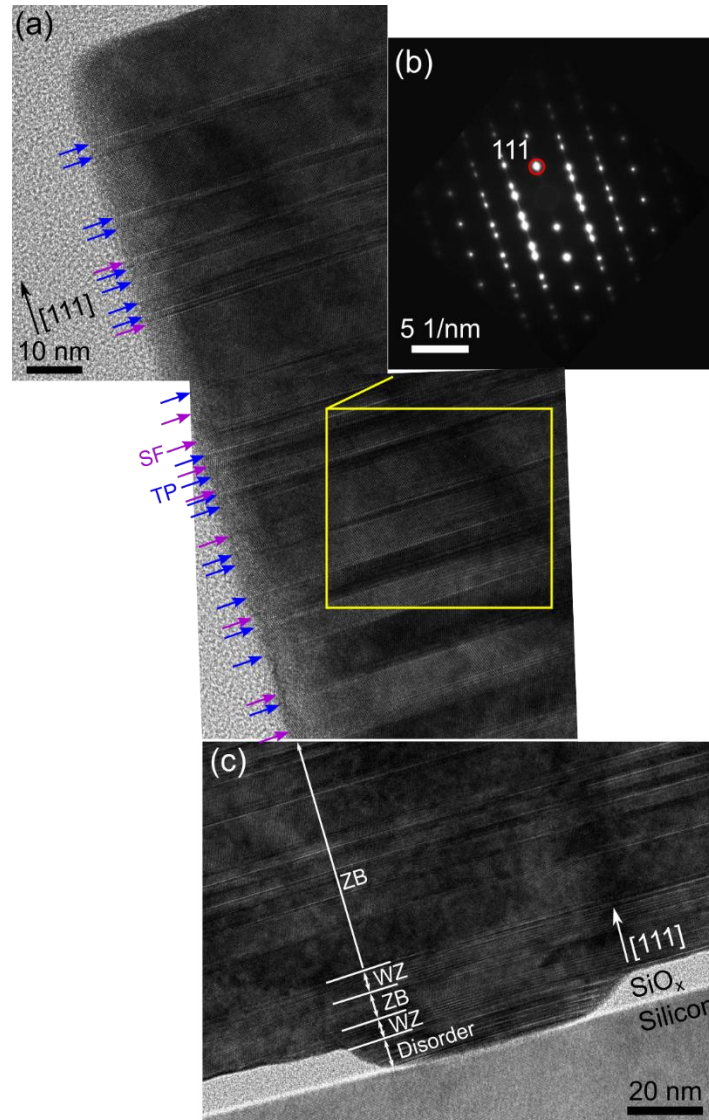 (a)
[111]
10 nm
(b)
111
5 1/nm
SF
TP
(c)
ZB
WZ
ZB
WZ
Disorder
[111]
SiOₓ
Silicon
20 nm